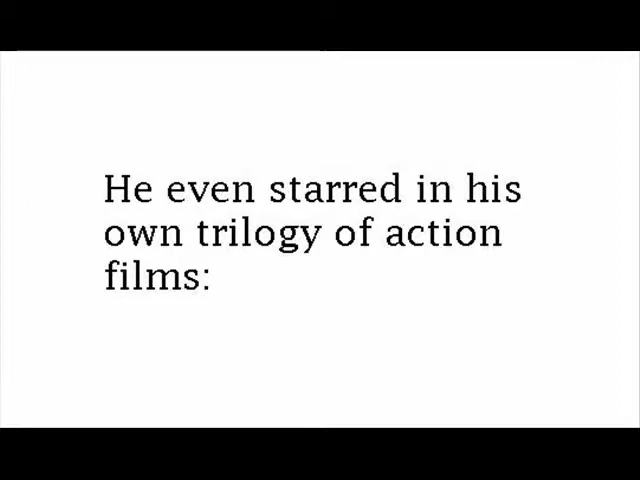 He even starred in his
own trilogy of action
films: